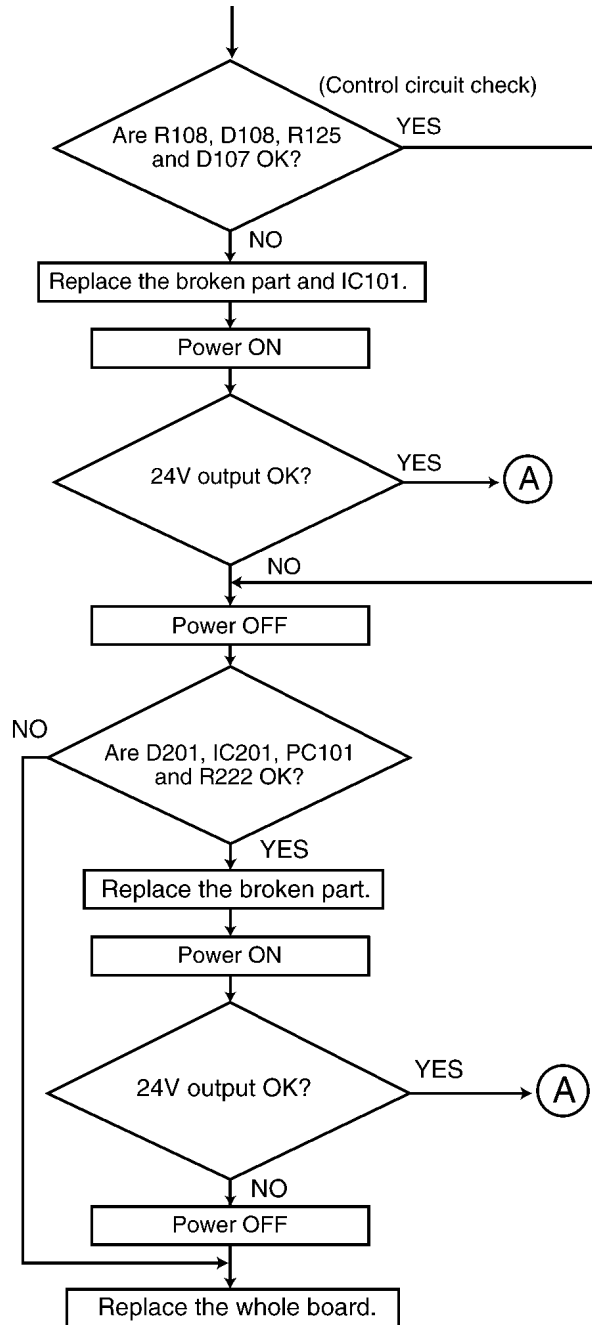 (Control circuit check)
Are R108, D108, R125
and D107 OK?
YES
NO
Replace the broken part and IC101.
Power ON
24V output OK?
YES
A
NO
Power OFF
NO
Are D201, IC201, PC101
and R222 OK?
YES
Replace the broken part.
Power ON
24V output OK?
YES
A
NO
Power OFF
Replace the whole board.